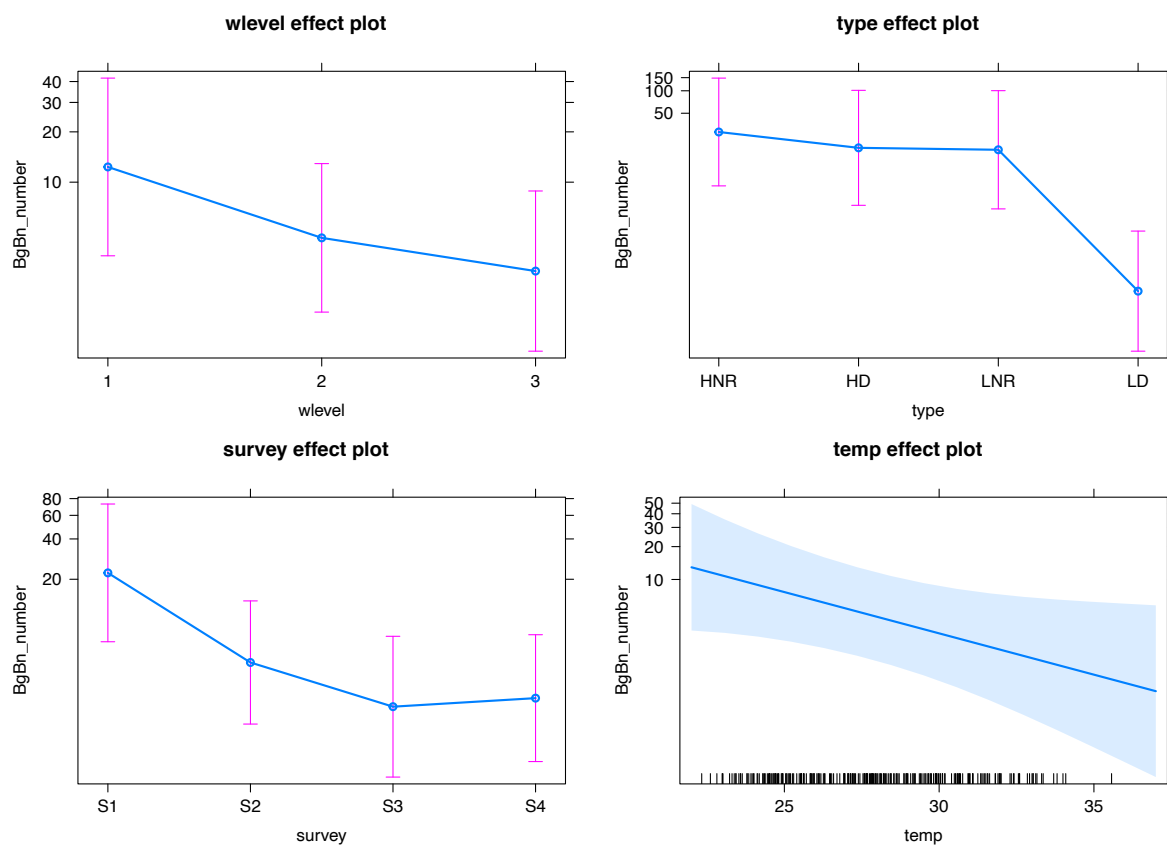 wlevel effect plot
40
30
20
10
BgBn_number
1 2 3
wlevel
type effect plot
150
100
50
BgBn_number
HNR HD LNR LD
type
survey effect plot
80
60
40
20
BgBn_number
S1 S2 S3 S4
survey
temp effect plot
50
40
30
20
10
BgBn_number
25 30 35
temp